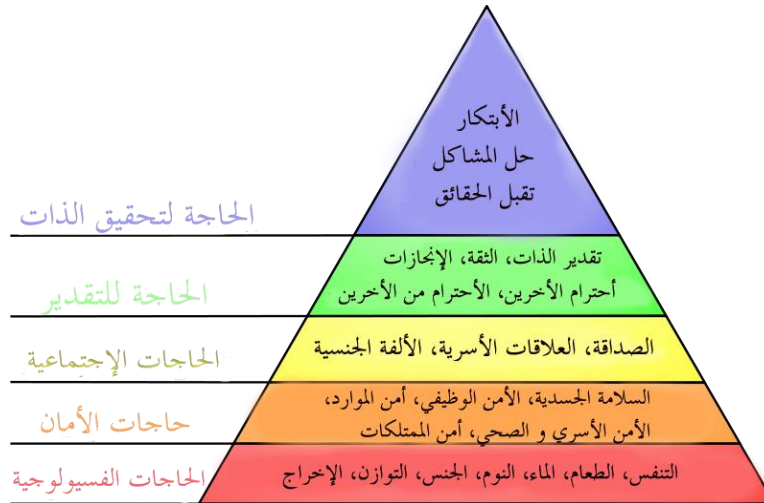 الأبتكار
حل المشاكل
تقبل الحقائق
الحاجة لتحقيق الذات
تقدير الذات، الثقة، الإنجازات
أحترام الأخرين، الأحترام من الأخرين
الحاجة للتقدير
الصداقة، العلاقات الأسرية، الألفة الجنسية
الحاجات الإجتماعية
السلامة الجسدية، الأمن الوظيفي، أمن الموارد،
الأمن الأسري و الصحي، أمن الممتلكات
حاجات الأمان
التنفس، الطعام، الماء، النوم، الجنس، التوازن، الإخراج
الحاجات الفسيولوجية